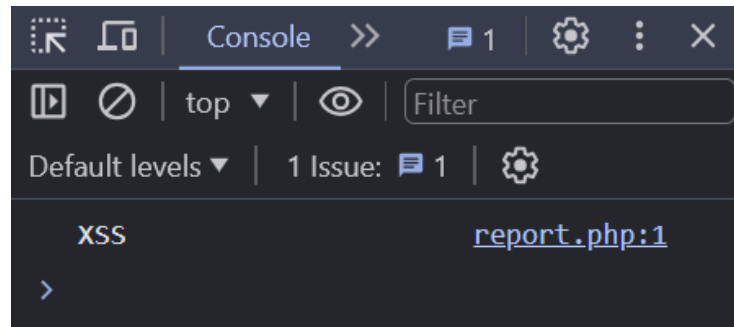 Console 1
top Filter
Default levels 1 Issue: 1
XSS report.php:1